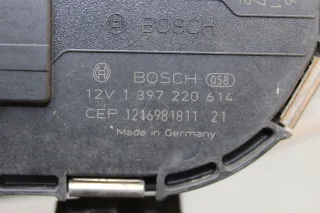 BOSCH
BOSCH 058
12V 1 397 220 614
CEP 1216981811 21
Made in Germany